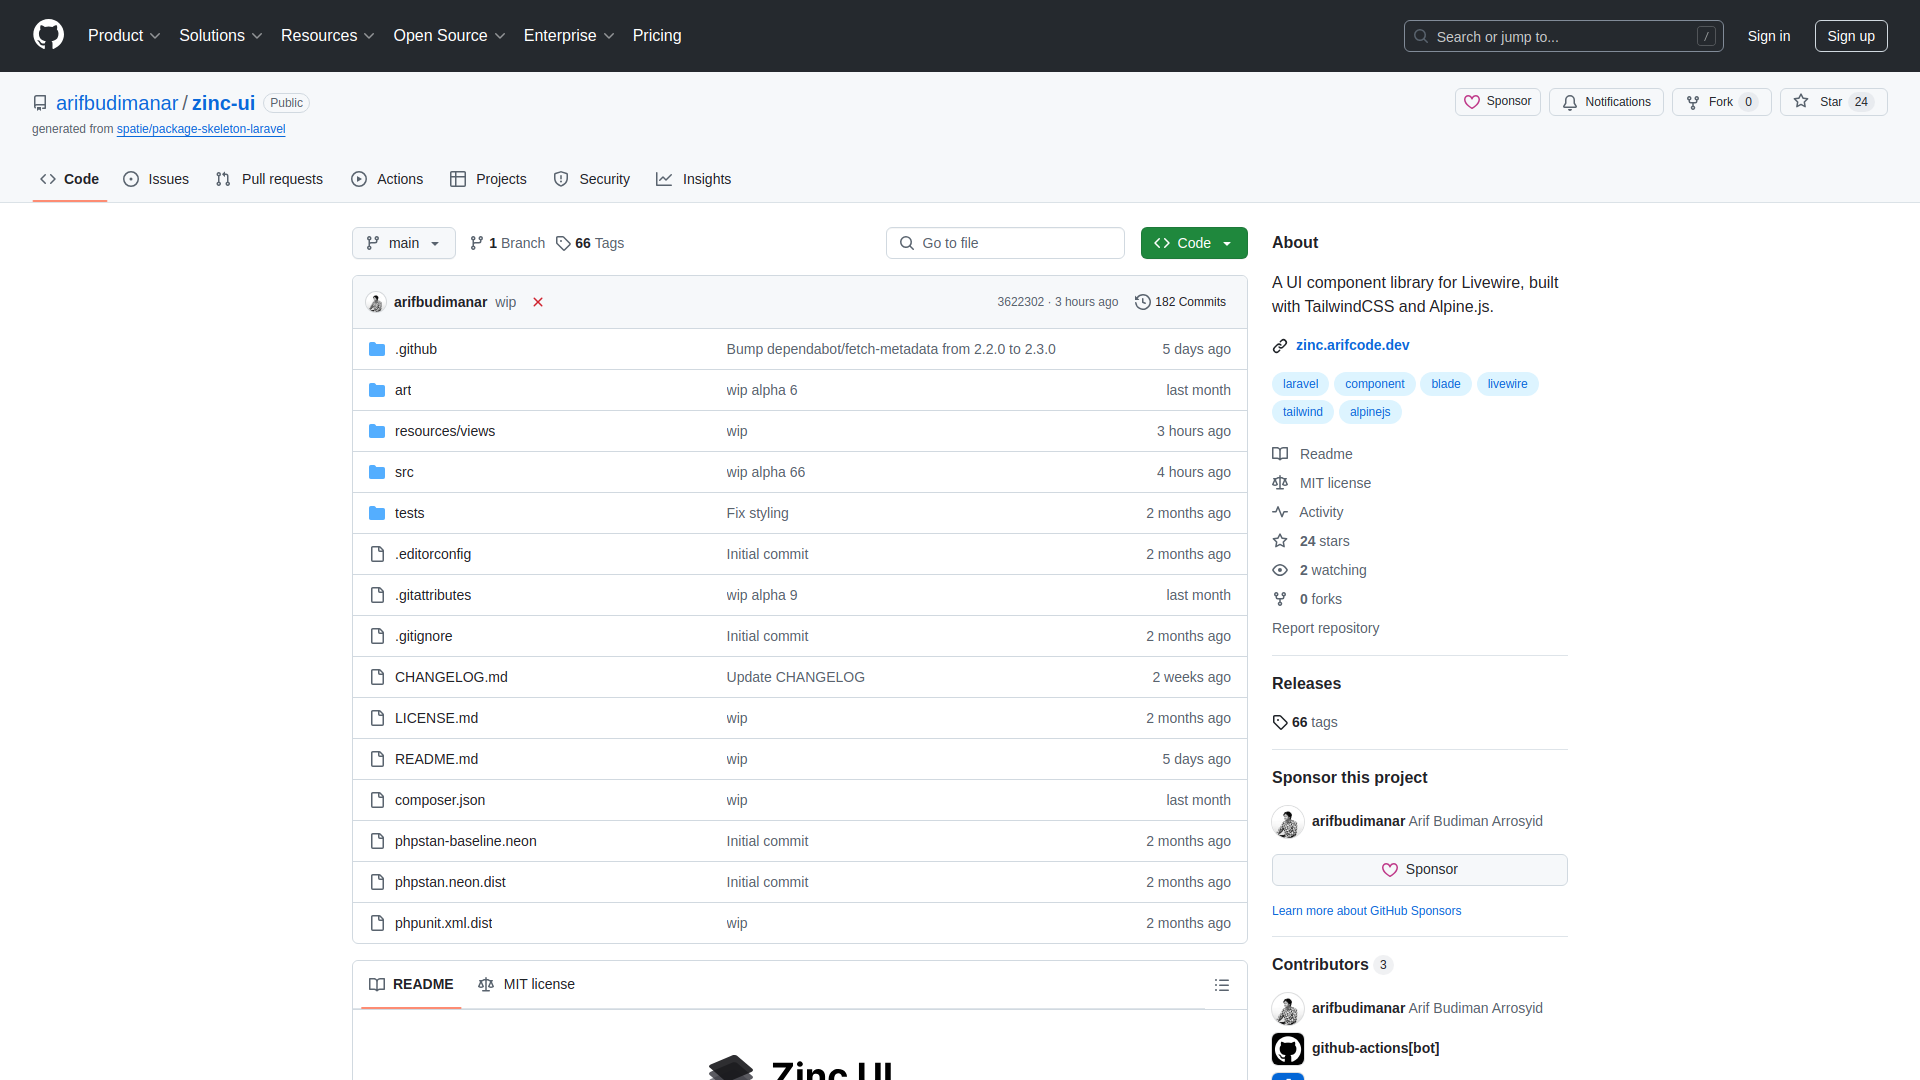 Product Solutions Resources Open Source Enterprise Pricing Search or jump to... / Sign in Sign up
arifbudimanar / zinc-ui Public Sponsor Notifications Fork 0 Star 24
generated from spatie/package-skeleton-laravel
Code Issues Pull requests Actions Projects Security Insights
main 1 Branch 66 Tags Go to file Code
arifbudimanar wip 3622302 · 3 hours ago 182 Commits
.github Bump dependabot/fetch-metadata from 2.2.0 to 2.3.0 5 days ago
art wip alpha 6 last month
resources/views wip 3 hours ago
src wip alpha 66 4 hours ago
tests Fix styling 2 months ago
.editorconfig Initial commit 2 months ago
.gitattributes wip alpha 9 last month
.gitignore Initial commit 2 months ago
CHANGELOG.md Update CHANGELOG 2 weeks ago
LICENSE.md wip 2 months ago
README.md wip 5 days ago
composer.json wip last month
phpstan-baseline.neon Initial commit 2 months ago
phpstan.neon.dist Initial commit 2 months ago
phpunit.xml.dist wip 2 months ago
README MIT license
Zinc UI
About
A UI component library for Livewire, built
with TailwindCSS and Alpine.js.
zinc.arifcode.dev
laravel component blade livewire
tailwind alpinejs
Readme
MIT license
Activity
24 stars
2 watching
0 forks
Report repository
Releases
66 tags
Sponsor this project
arifbudimanar Arif Budiman Arrosyid
Sponsor
Learn more about GitHub Sponsors
Contributors 3
arifbudimanar Arif Budiman Arrosyid
github-actions[bot]